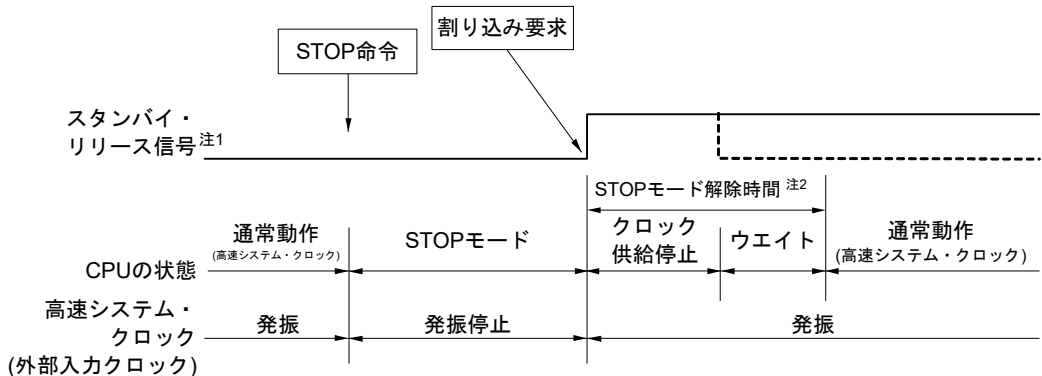 割り込み要求
STOP命令
スタンバイ・
リリース信号注1
STOPモード解除時間 注2
通常動作
(高速システム・クロック)
STOPモード
クロック
供給停止
ウエイト
通常動作
(高速システム・クロック)
CPUの状態
高速システム・
クロック
(外部入力クロック)
発振
発振停止
発振